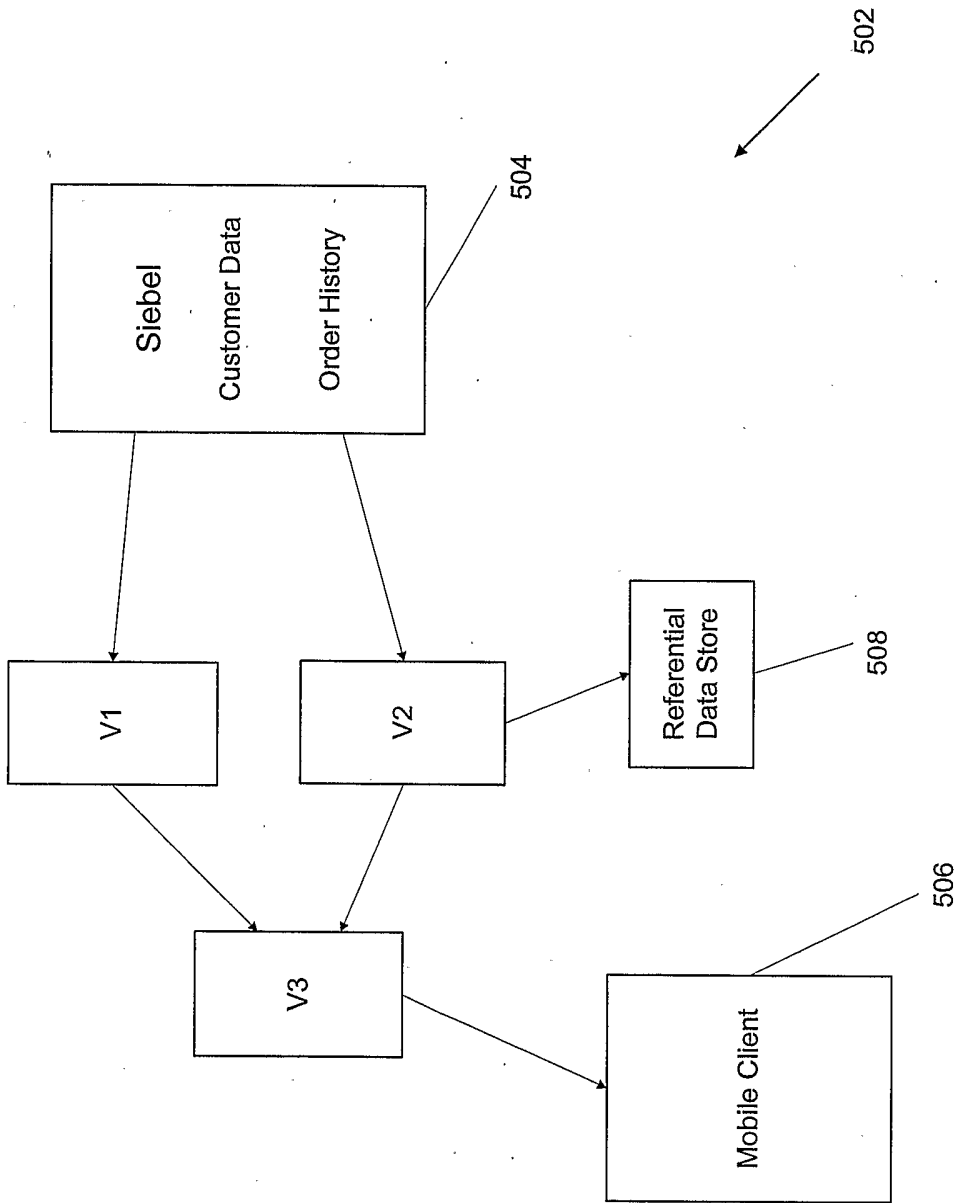 Siebel
Customer Data
Order History
504
502
V1
V2
V3
Referential
Data Store
508
Mobile Client
506